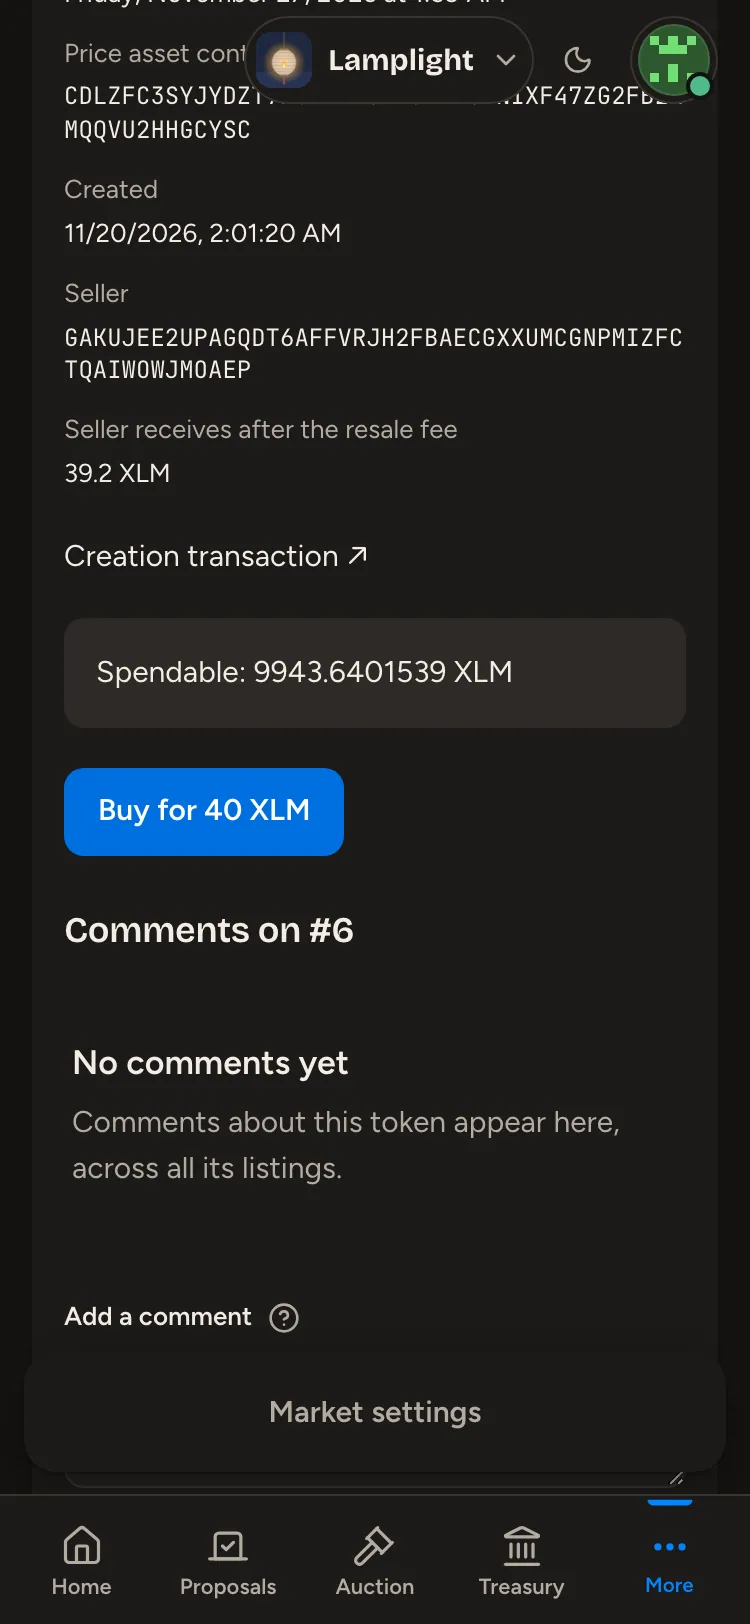 Price asset cont
Lamplight
MQQVU2HHGCYSC
Created
11/20/2026, 2:01:20 AM
Seller
GAKUJEE2UPAGQDT6AFFVRJH2FBAECGXXUMCGNPMIZFC
TQAIWOWJMOAEP
Seller receives after the resale fee
39.2 XLM
Creation transaction ↗
Spendable: 9943.6401539 XLM
Buy for 40 XLM
Comments on #6
No comments yet
Comments about this token appear here,
across all its listings.
Add a comment ?
Market settings
Home
Proposals
Auction
Treasury
More